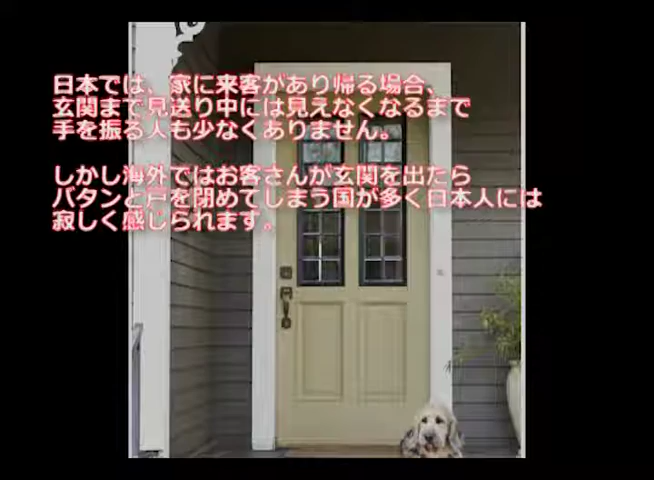 日本では、家に来客があり帰る場合、
玄関まで見送り中には見えなくなるまで
手を振る人も少なくありません。
しかし海外ではお客さんが玄関を出たら
バタンと戸を閉めてしまう国が多く日本人には
寂しく感じられます。